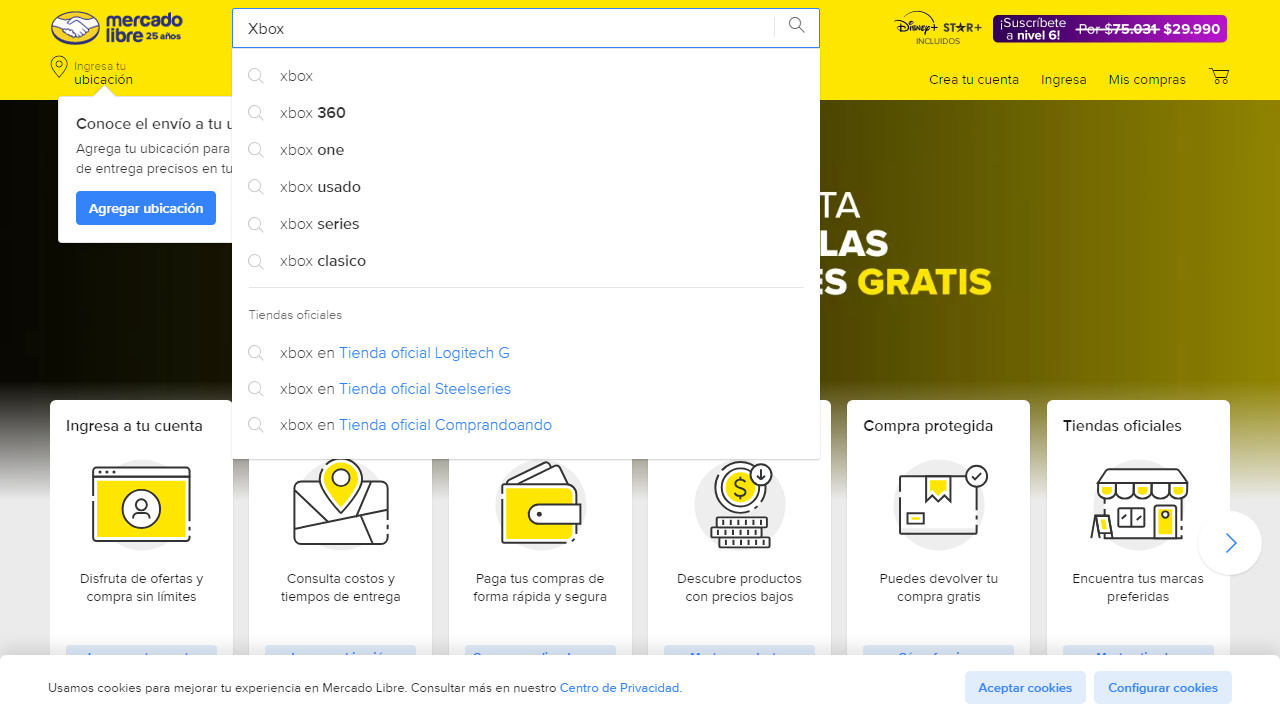 mercado
libre 25 años
Xbox
Disney+ STAR+
INCLUIDOS
¡Suscríbete
a nivel 6!
Por $75.031 $29.990
Ingresa tu
ubicación
Crea tu cuenta
Ingresa
Mis compras
Conoce el envío a tu u
Agrega tu ubicación para
de entrega precisos en tu
Agregar ubicación
xbox
xbox 360
xbox one
xbox usado
xbox series
xbox clasico
Tiendas oficiales
xbox en Tienda oficial Logitech G
xbox en Tienda oficial Steelseries
xbox en Tienda oficial Comprandoando
TA
LAS
ES GRATIS
Ingresa a tu cuenta
Compra protegida
Tiendas oficiales
Disfruta de ofertas y
compra sin límites
Consulta costos y
tiempos de entrega
Paga tus compras de
forma rápida y segura
Descubre productos
con precios bajos
Puedes devolver tu
compra gratis
Encuentra tus marcas
preferidas
Usamos cookies para mejorar tu experiencia en Mercado Libre. Consultar más en nuestro Centro de Privacidad.
Aceptar cookies
Configurar cookies